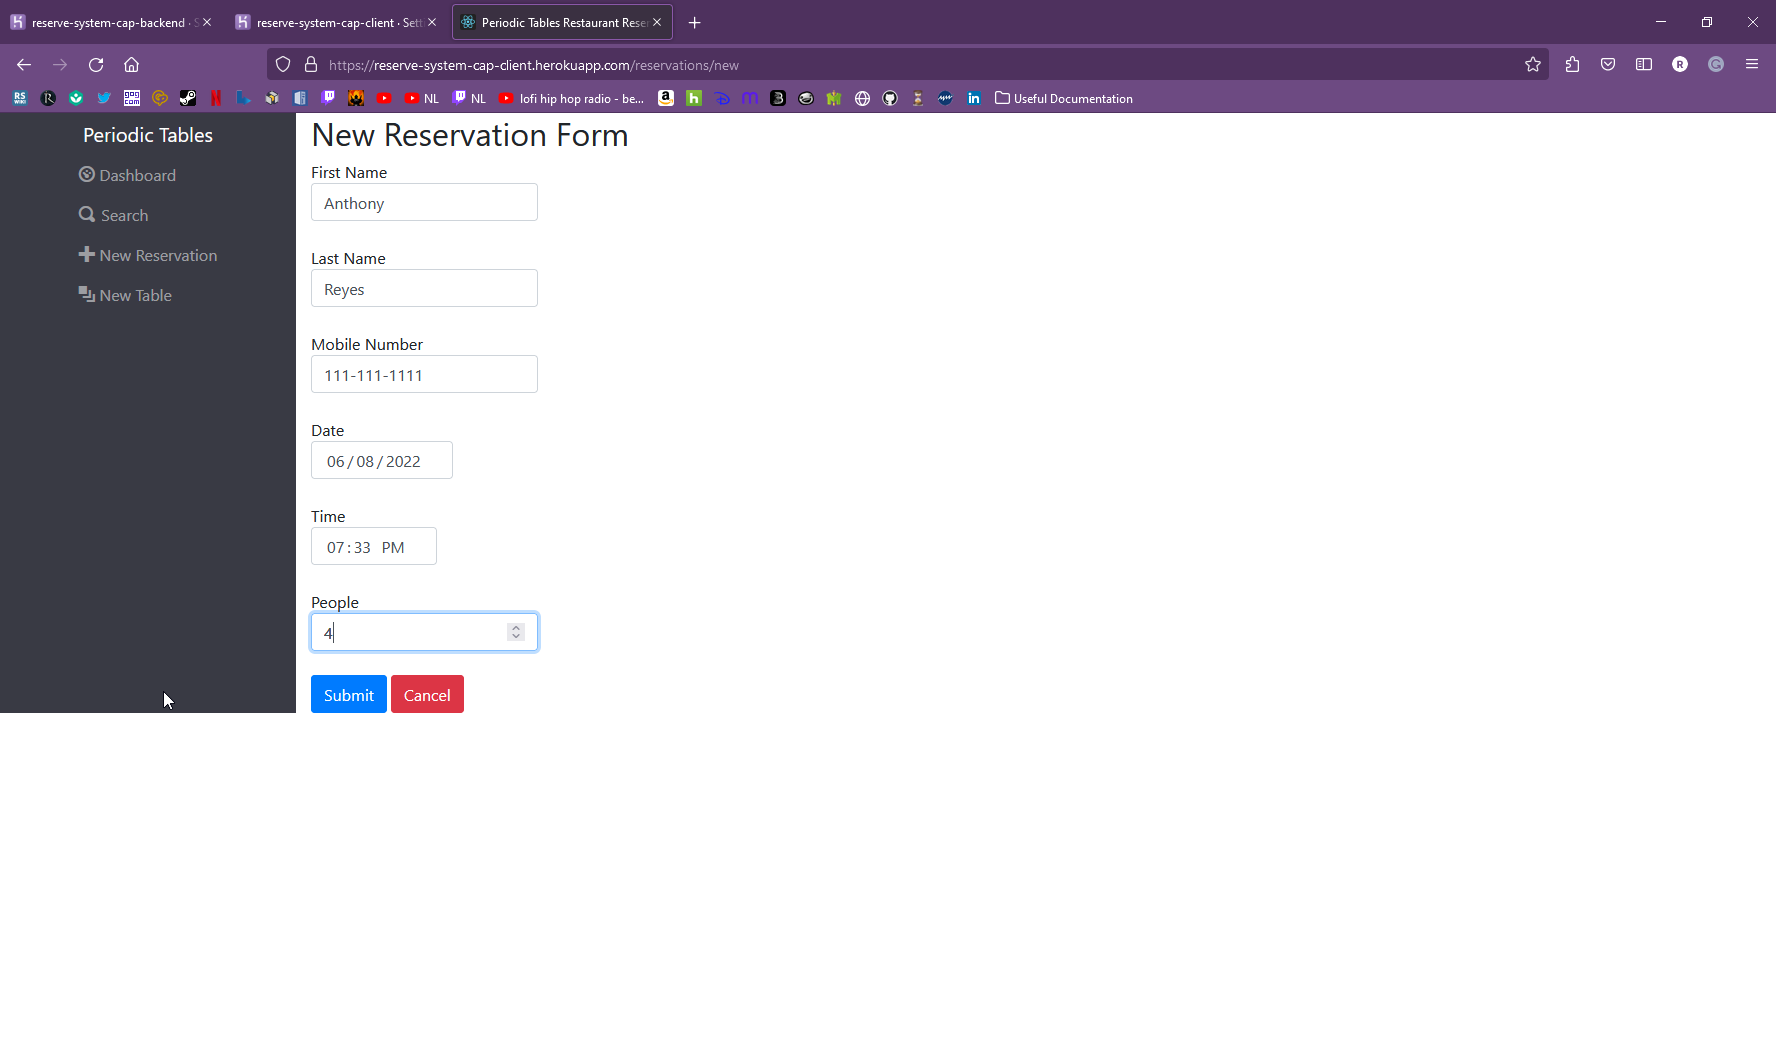 reserve-system-cap-backend · S
reserve-system-cap-client · Sett
Periodic Tables Restaurant Rese
https://reserve-system-cap-client.herokuapp.com/reservations/new
NL
NL
lofi hip hop radio - be...
Useful Documentation
Periodic Tables
Dashboard
Search
New Reservation
New Table
New Reservation Form
First Name
Anthony
Last Name
Reyes
Mobile Number
111-111-1111
Date
06/08/2022
Time
07:33 PM
People
4
Submit Cancel